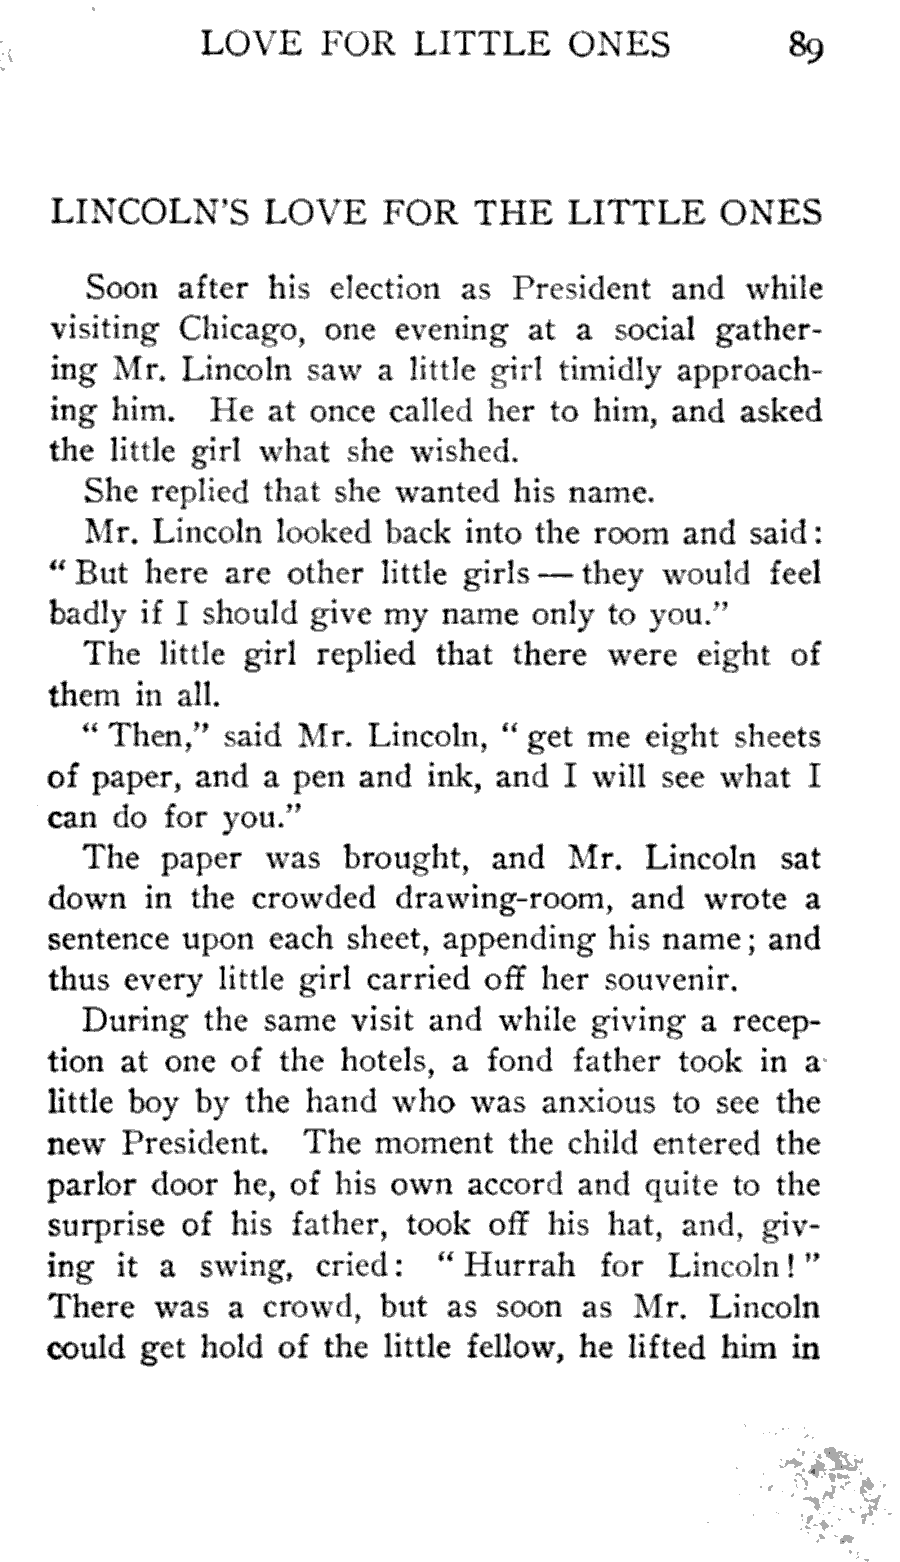 LOVE FOR LITTLE ONES 89
LINCOLN'S LOVE FOR THE LITTLE ONES
Soon after his election as President and while
visiting Chicago, one evening at a social gather-
ing Mr. Lincoln saw a little girl timidly approach-
ing him. He at once called her to him, and asked
the little girl what she wished.
She replied that she wanted his name.
Mr. Lincoln looked back into the room and said:
" But here are other little girls — they would feel
badly if I should give my name only to you."
The little girl replied that there were eight of
them in all.
" Then," said Mr. Lincoln, " get me eight sheets
of paper, and a pen and ink, and I will see what I
can do for you."
The paper was brought, and Mr. Lincoln sat
down in the crowded drawing-room, and wrote a
sentence upon each sheet, appending his name; and
thus every little girl carried off her souvenir.
During the same visit and while giving a recep-
tion at one of the hotels, a fond father took in a
little boy by the hand who was anxious to see the
new President. The moment the child entered the
parlor door he, of his own accord and quite to the
surprise of his father, took off his hat, and, giv-
ing it a swing, cried: " Hurrah for Lincoln! "
There was a crowd, but as soon as Mr. Lincoln
could get hold of the little fellow, he lifted him in